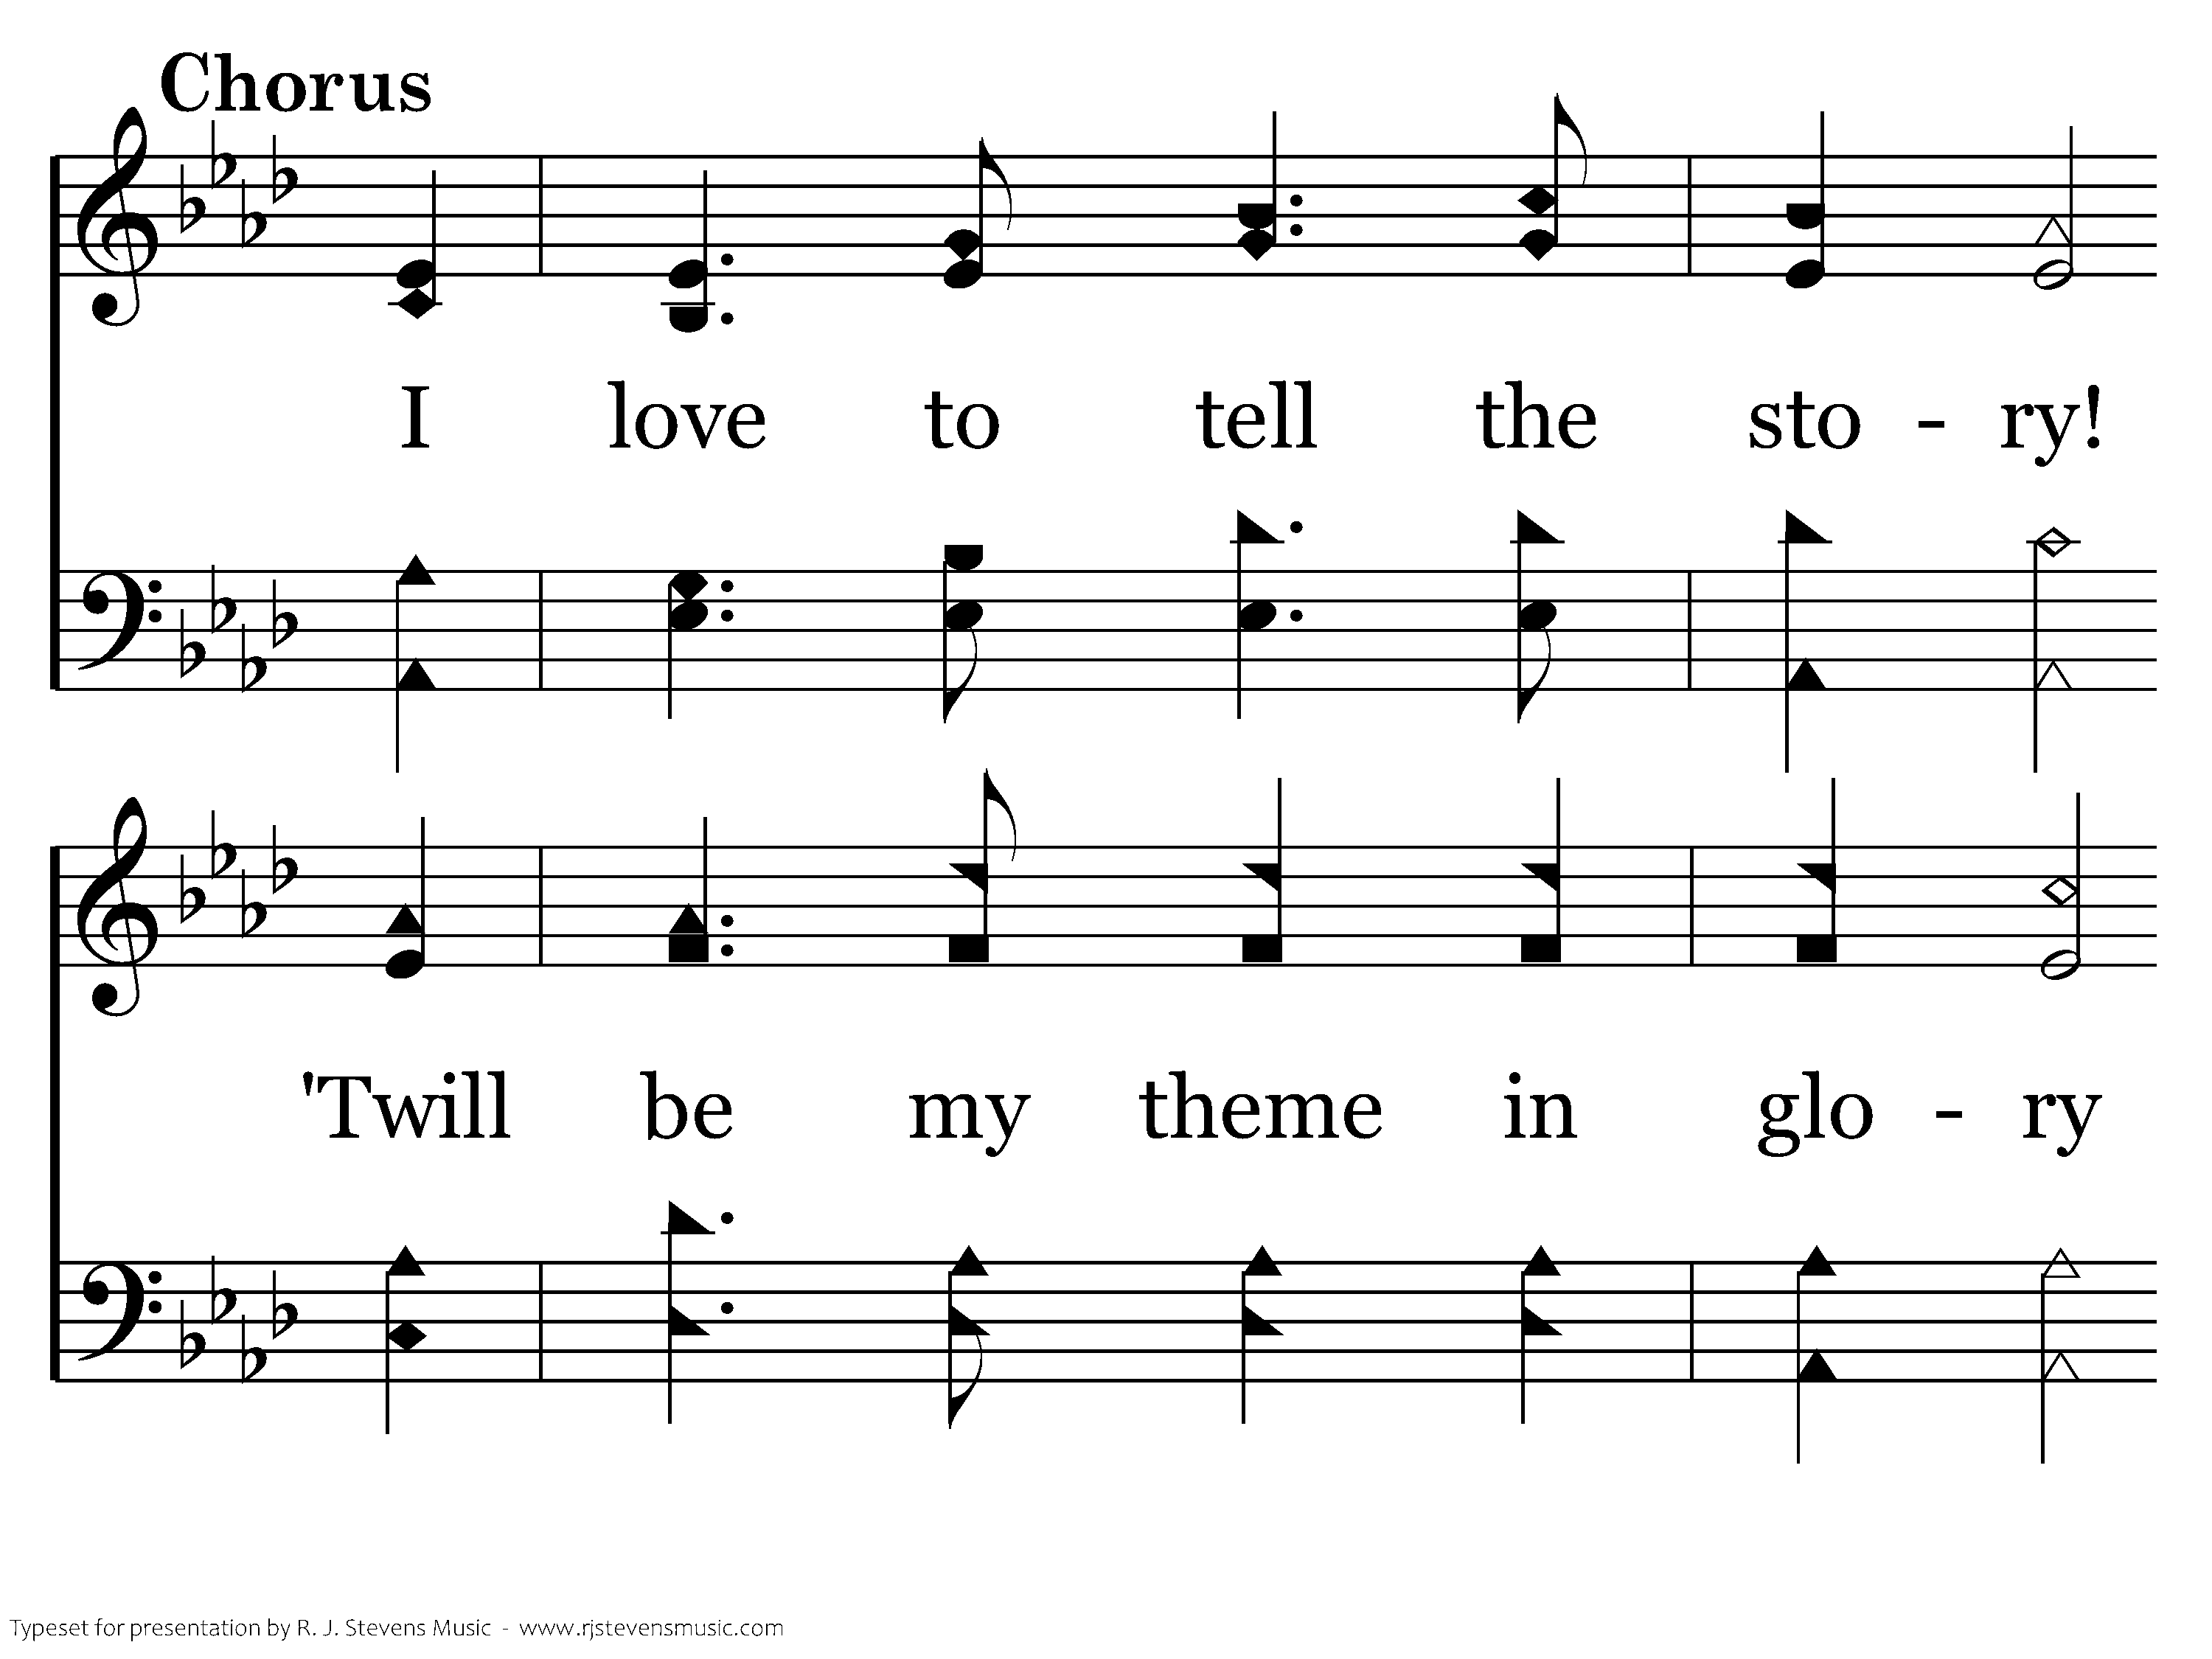 Chorus
I love to tell the sto - ry!
'Twill be my theme in glo - ry
Typeset for presentation by R. J. Stevens Music - www.rjstevensmusic.com